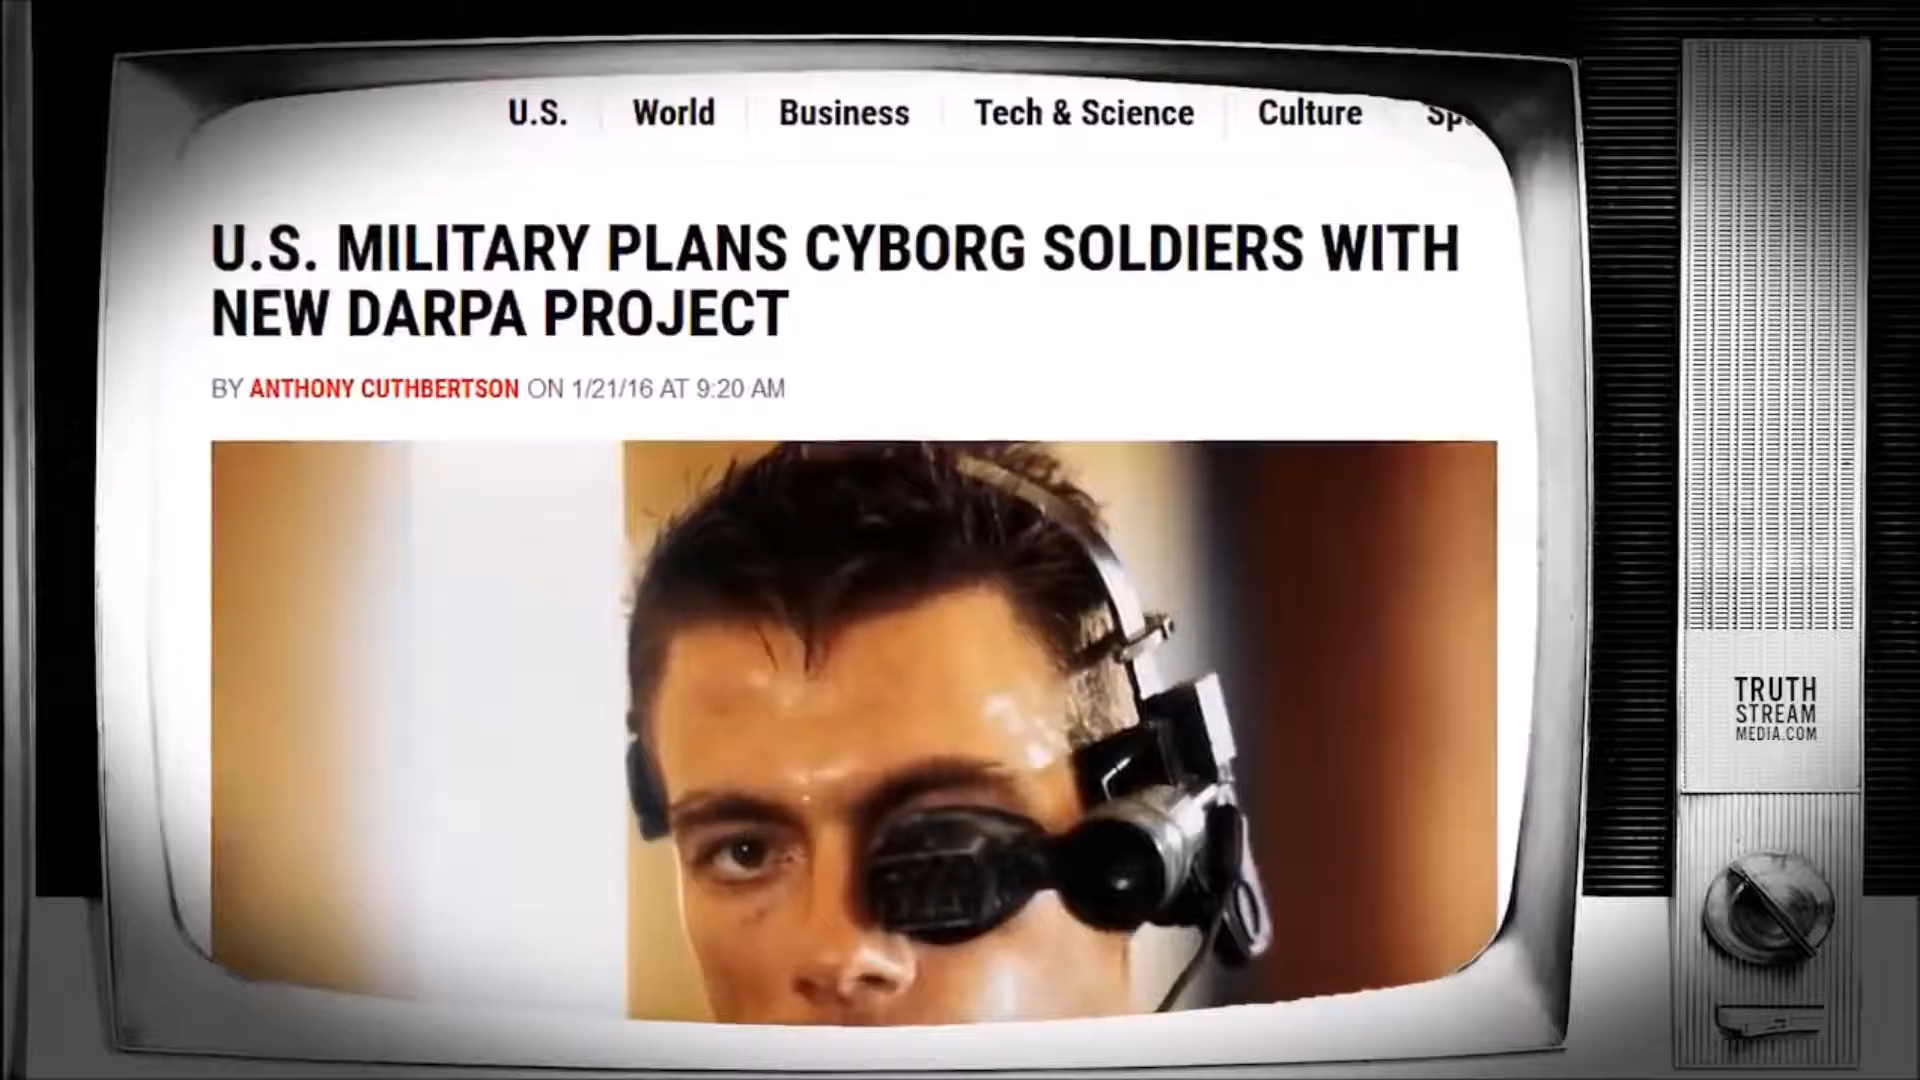 U.S.
World
Business
Tech & Science
Culture
U.S. MILITARY PLANS CYBORG SOLDIERS WITH
NEW DARPA PROJECT
BY ANTHONY CUTHBERTSON ON 1/21/16 AT 9:20 AM
TRUTH
STREAM
MEDIA.COM